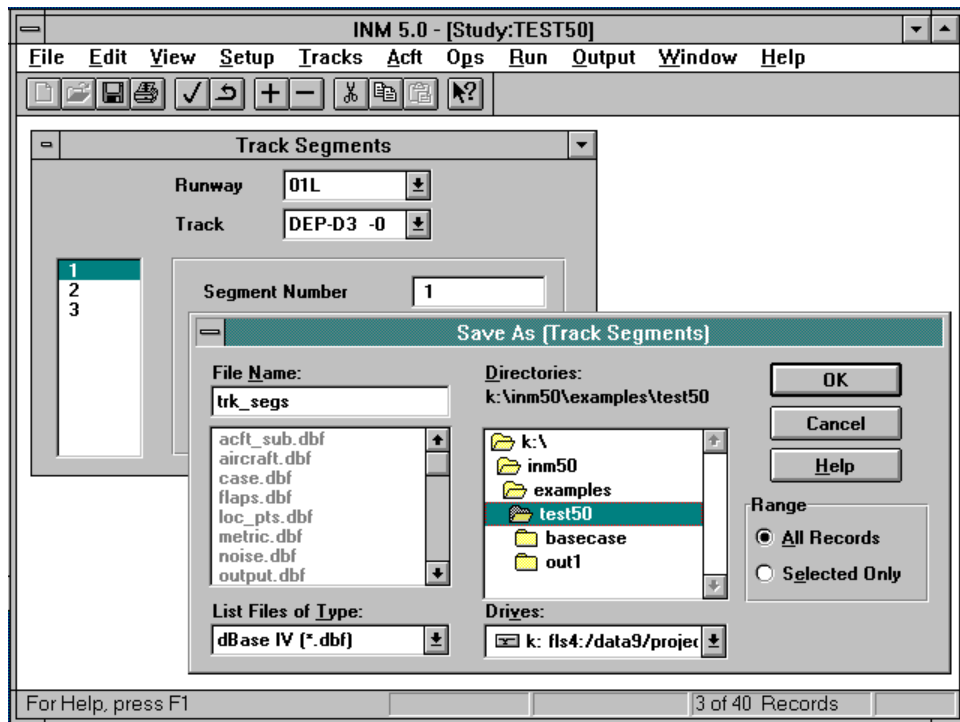 INM 5.0 - [Study:TEST50]
File Edit View Setup Tracks Acft Ops Run Output Window Help
Track Segments
Runway 01L
Track DEP-D3 -0
1
2
3
Segment Number 1
Save As (Track Segments)
File Name:
trk_segs
acft_sub.dbf
aircraft.dbf
case.dbf
flaps.dbf
loc_pts.dbf
metric.dbf
noise.dbf
output.dbf
List Files of Type:
dBase IV (*.dbf)
Directories:
k:\inm50\examples\test50
k:\
inm50
examples
test50
basecase
out1
Drives:
k: fls4:/data9/projec
OK
Cancel
Help
Range
All Records
Selected Only
For Help, press F1
3 of 40 Records